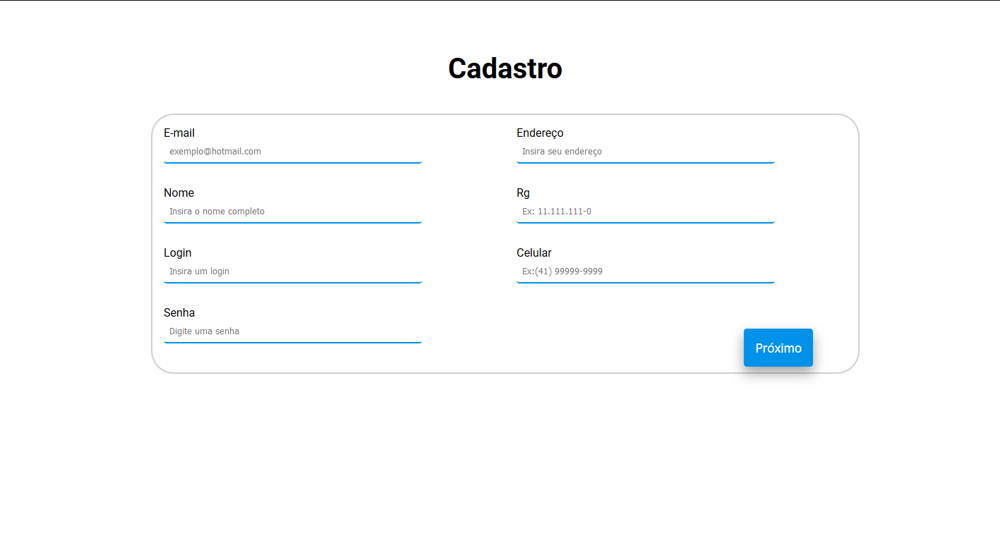 Cadastro
E-mail
exemplo@hotmail.com
Nome
Insira o nome completo
Login
Insira um login
Senha
Digite uma senha
Endereço
Insira seu endereço
Rg
Ex: 11.111.111-0
Celular
Ex:(41) 99999-9999
Próximo